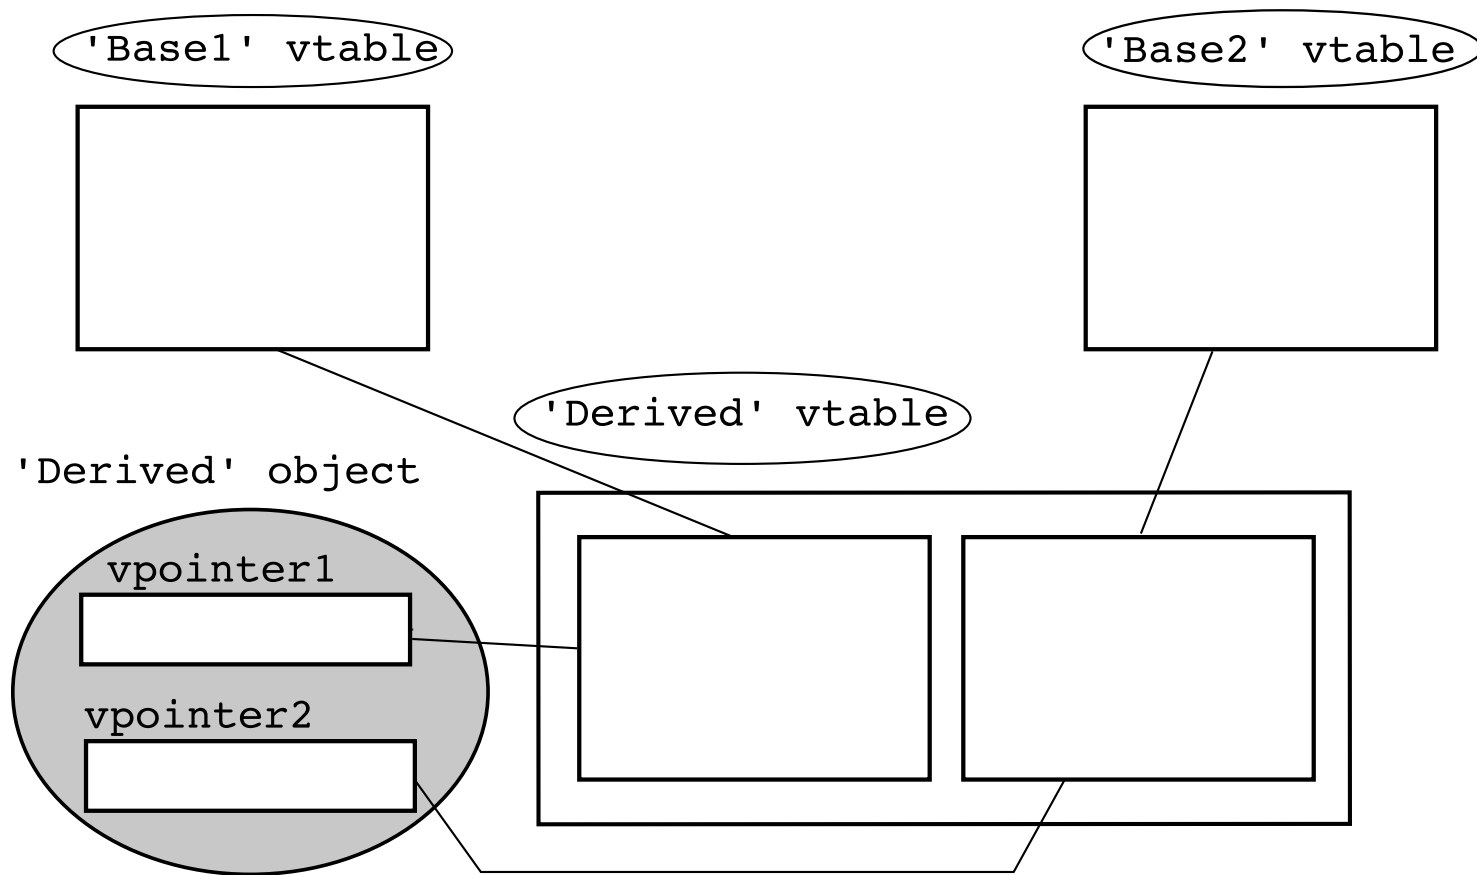 'Base1' vtable
'Base2' vtable
'Derived' vtable
'Derived' object
vpointer1
vpointer2